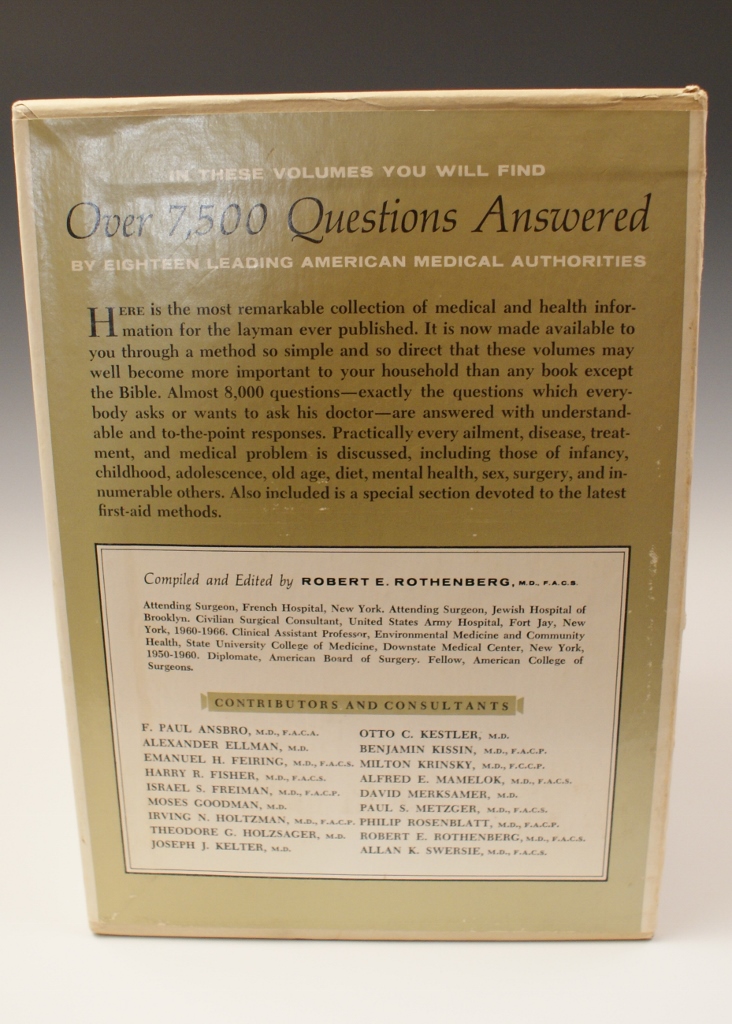 IN THESE VOLUMES YOU WILL FIND
Over 7,500 Questions Answered
BY EIGHTEEN LEADING AMERICAN MEDICAL AUTHORITIES
HERE is the most remarkable collection of medical and health infor-
mation for the layman ever published. It is now made available to
you through a method so simple and so direct that these volumes may
well become more important to your household than any book except
the Bible. Almost 8,000 questions—exactly the questions which every-
body asks or wants to ask his doctor—are answered with understand-
able and to-the-point responses. Practically every ailment, disease, treat-
ment, and medical problem is discussed, including those of infancy,
childhood, adolescence, old age, diet, mental health, sex, surgery, and in-
numerable others. Also included is a special section devoted to the latest
first-aid methods.
Compiled and Edited by ROBERT E. ROTHENBERG, M.D., F.A.C.S.
Attending Surgeon, French Hospital, New York. Attending Surgeon, Jewish Hospital of
Brooklyn. Civilian Surgical Consultant, United States Army Hospital, Fort Jay, New
York, 1960-1966. Clinical Assistant Professor, Environmental Medicine and Community
Health, State University College of Medicine, Downstate Medical Center, New York,
1950-1960. Diplomate, American Board of Surgery. Fellow, American College of
Surgeons.
CONTRIBUTORS AND CONSULTANTS
F. PAUL ANSBRO, M.D., F.A.C.A.
ALEXANDER ELLMAN, M.D.
EMANUEL H. FEIRING, M.D., F.A.C.S.
HARRY R. FISHER, M.D., F.A.C.S.
ISRAEL S. FREIMAN, M.D., F.A.C.P.
MOSES GOODMAN, M.D.
IRVING N. HOLTZMAN, M.D., F.A.C.P.
THEODORE G. HOLZSAGER, M.D.
JOSEPH J. KELTER, M.D.
OTTO C. KESTLER, M.D.
BENJAMIN KISSIN, M.D., F.A.C.P.
MILTON KRINSKY, M.D., F.C.C.P.
ALFRED E. MAMELOK, M.D., F.A.C.S.
DAVID MERKSAMER, M.D.
PAUL S. METZGER, M.D., F.A.C.S.
PHILIP ROSENBLATT, M.D., F.A.C.P.
ROBERT E. ROTHENBERG, M.D., F.A.C.S.
ALLAN K. SWERSIE, M.D., F.A.C.S.